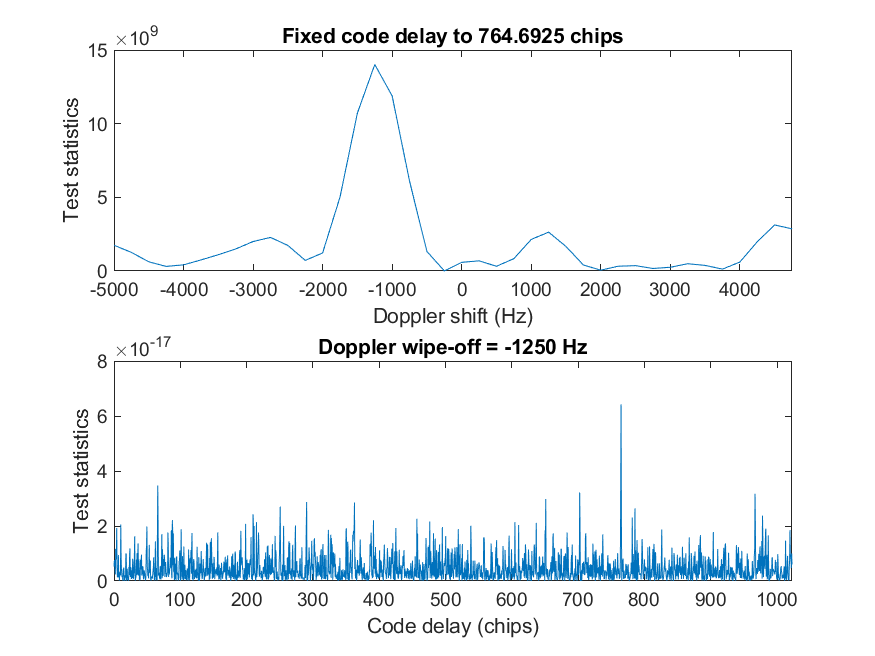 Fixed code delay to 764.6925 chips
×10^9
15
10
5
0
Test statistics
-5000 -4000 -3000 -2000 -1000 0 1000 2000 3000 4000
Doppler shift (Hz)
Doppler wipe-off = -1250 Hz
×10^-17
8
6
4
2
0
Test statistics
0 100 200 300 400 500 600 700 800 900 1000
Code delay (chips)